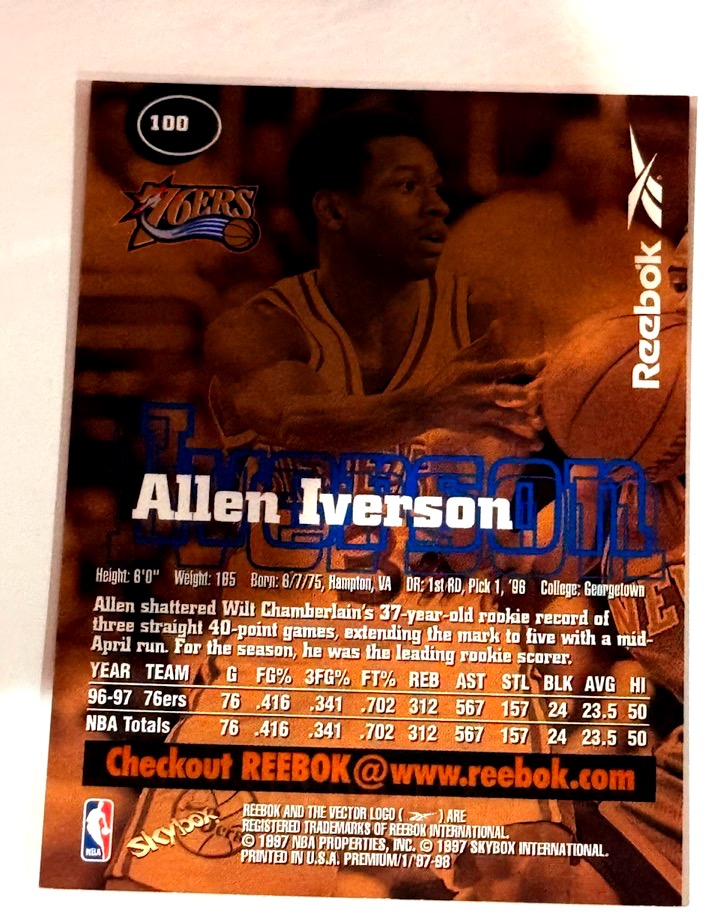 100
76ERS
Reebok
Iverson
Allen Iverson
Height: 6'0" Weight: 165 Born: 6/7/75, Hampton, VA DR: 1st RD, Pick 1, '96 College: Georgetown
Allen shattered Wilt Chamberlain's 37-year-old rookie record of
three straight 40-point games, extending the mark to five with a mid-
April run. For the season, he was the leading rookie scorer.
YEAR TEAM G FG% 3FG% FT% REB AST STL BLK AVG HI
96-97 76ers 76 .416 .341 .702 312 567 157 24 23.5 50
NBA Totals 76 .416 .341 .702 312 567 157 24 23.5 50
Checkout REEBOK@www.reebok.com
NBA
SkyBox
REEBOK AND THE VECTOR LOGO ( ) ARE
REGISTERED TRADEMARKS OF REEBOK INTERNATIONAL.
© 1997 NBA PROPERTIES, INC. © 1997 SKYBOX INTERNATIONAL.
PRINTED IN U.S.A. PREMIUM/1/'97-98